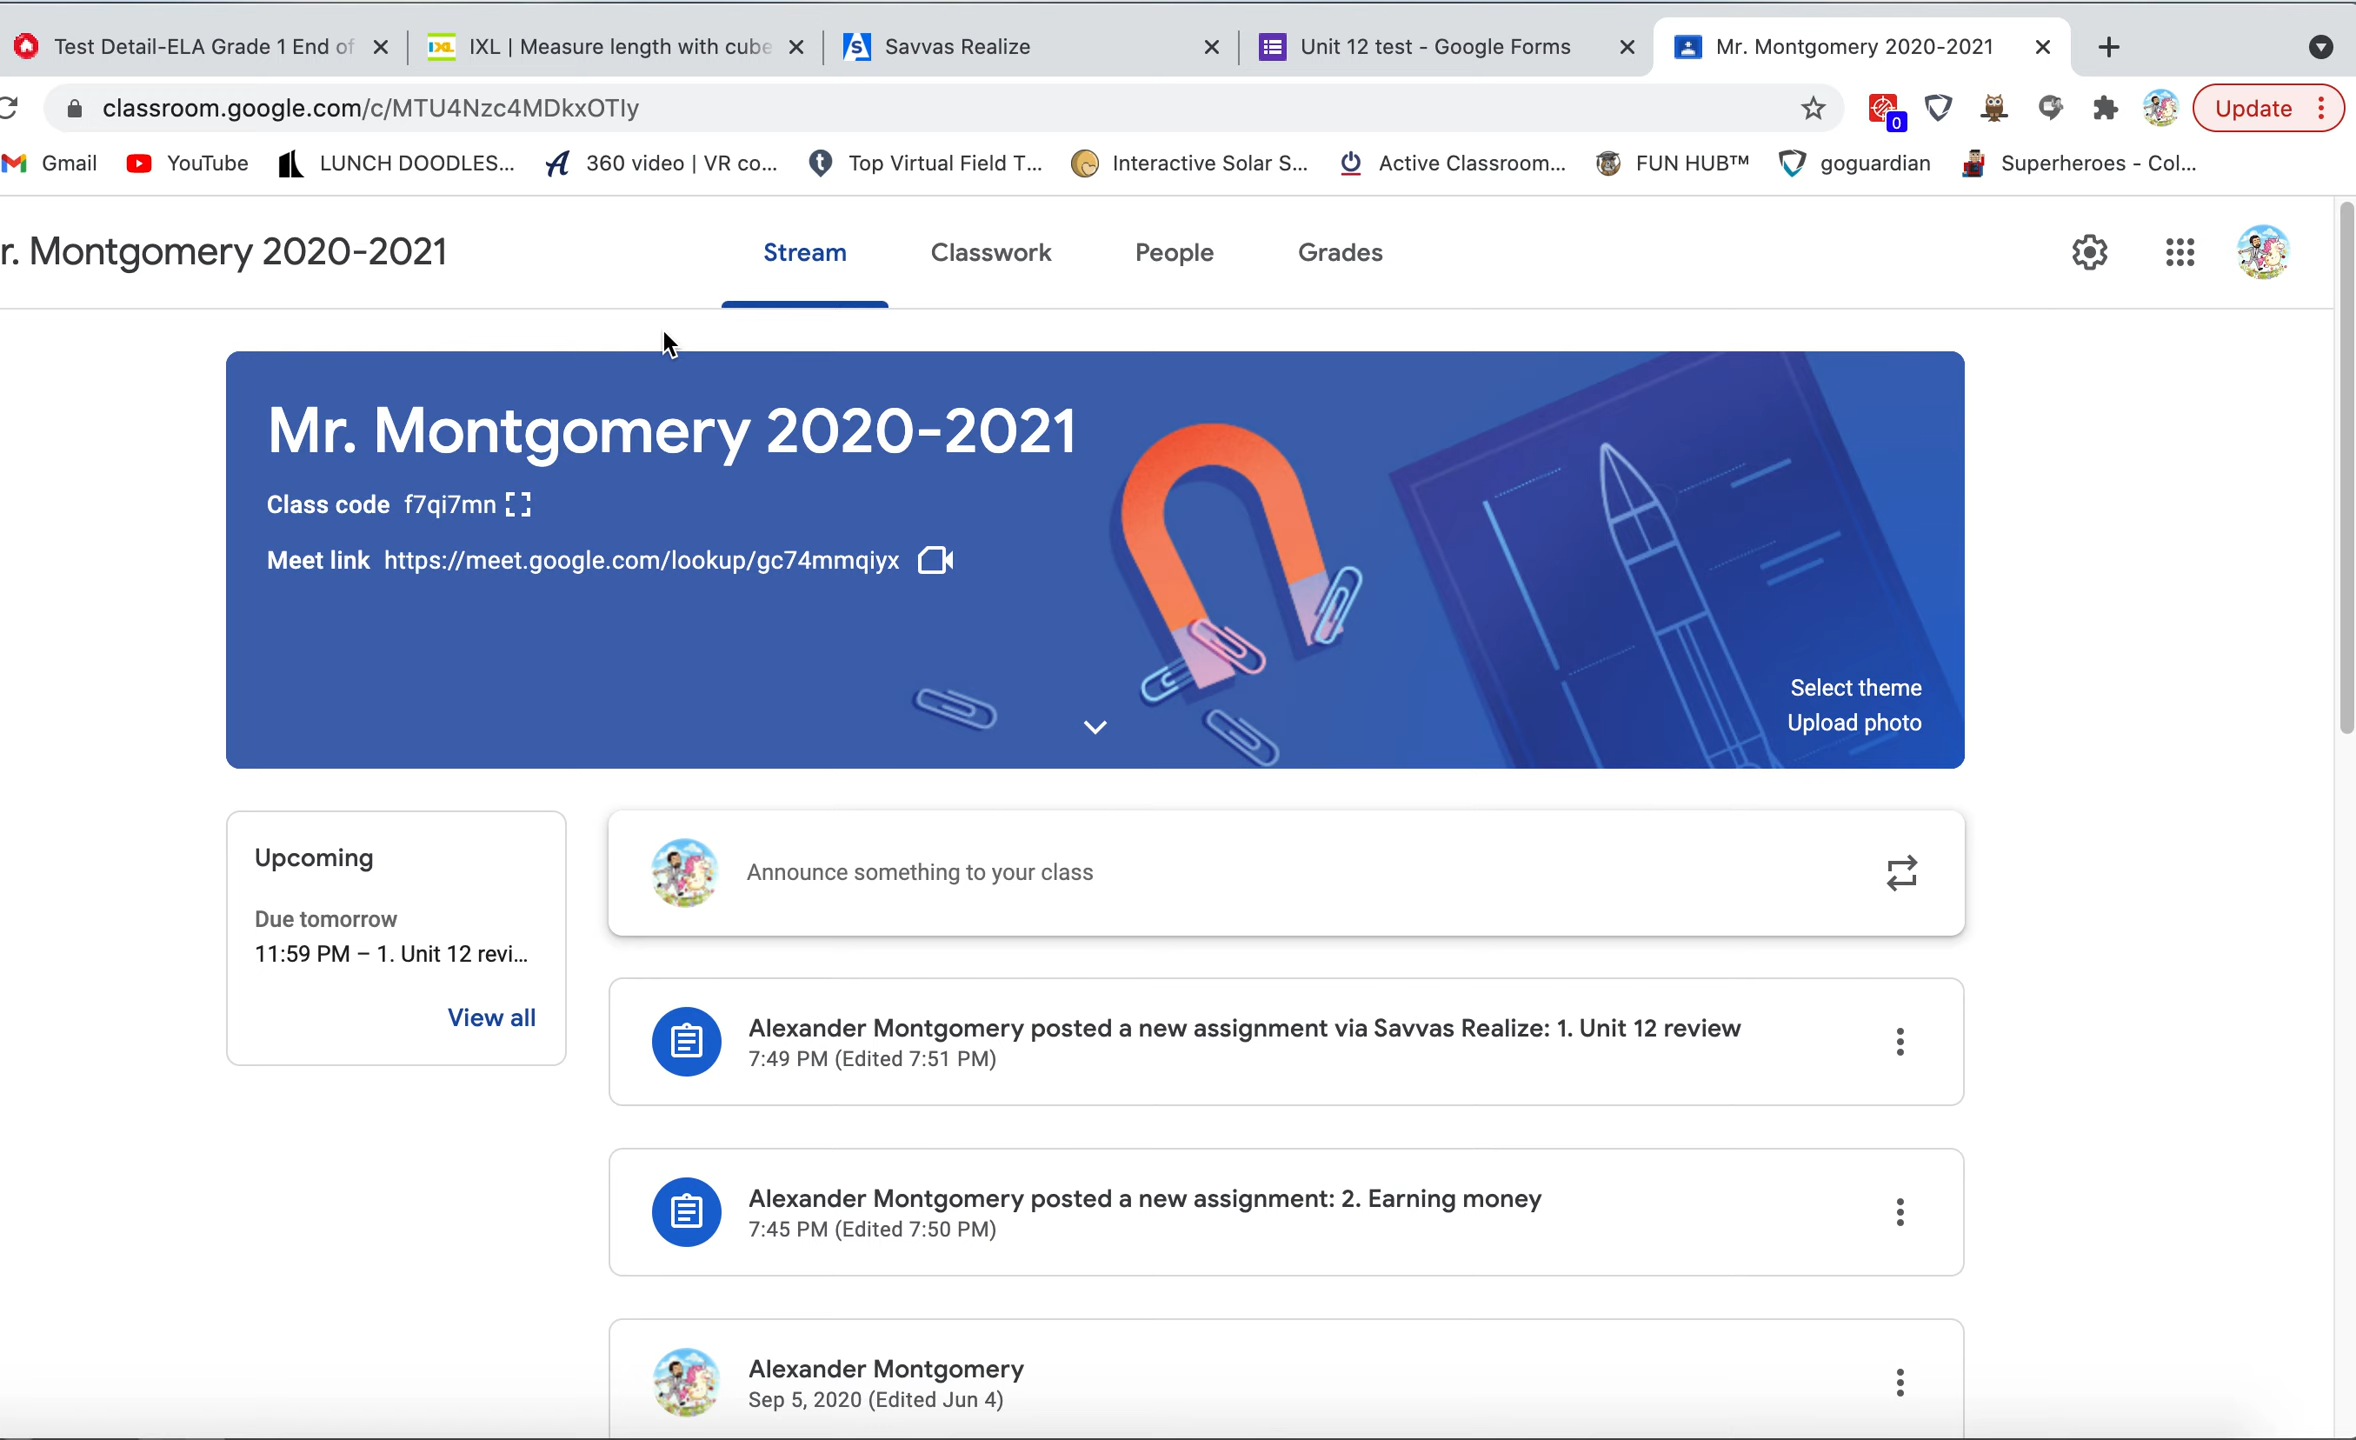 Test Detail-ELA Grade 1 End of
IXL | Measure length with cube
Savvas Realize
Unit 12 test - Google Forms
Mr. Montgomery 2020-2021
classroom.google.com/c/MTU4Nzc4MDkxOTIy
0
Update
Gmail
YouTube
LUNCH DOODLES...
360 video | VR co...
Top Virtual Field T...
Interactive Solar S...
Active Classroom...
FUN HUB™
goguardian
Superheroes - Col...
r. Montgomery 2020-2021
Stream
Classwork
People
Grades
Mr. Montgomery 2020-2021
Class code f7qi7mn
Meet link https://meet.google.com/lookup/gc74mmqiyx
Select theme
Upload photo
Upcoming
Due tomorrow
11:59 PM – 1. Unit 12 revi...
View all
Announce something to your class
Alexander Montgomery posted a new assignment via Savvas Realize: 1. Unit 12 review
7:49 PM (Edited 7:51 PM)
Alexander Montgomery posted a new assignment: 2. Earning money
7:45 PM (Edited 7:50 PM)
Alexander Montgomery
Sep 5, 2020 (Edited Jun 4)